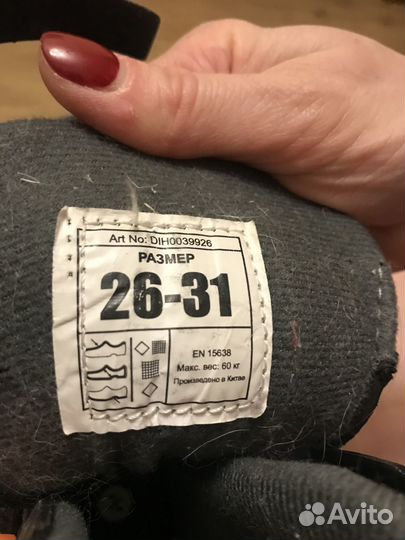 Art No: DIH0039926
РАЗМЕР
26-31
EN 15638
Макс. вес: 60 кг
Произведено в Китае
Avito